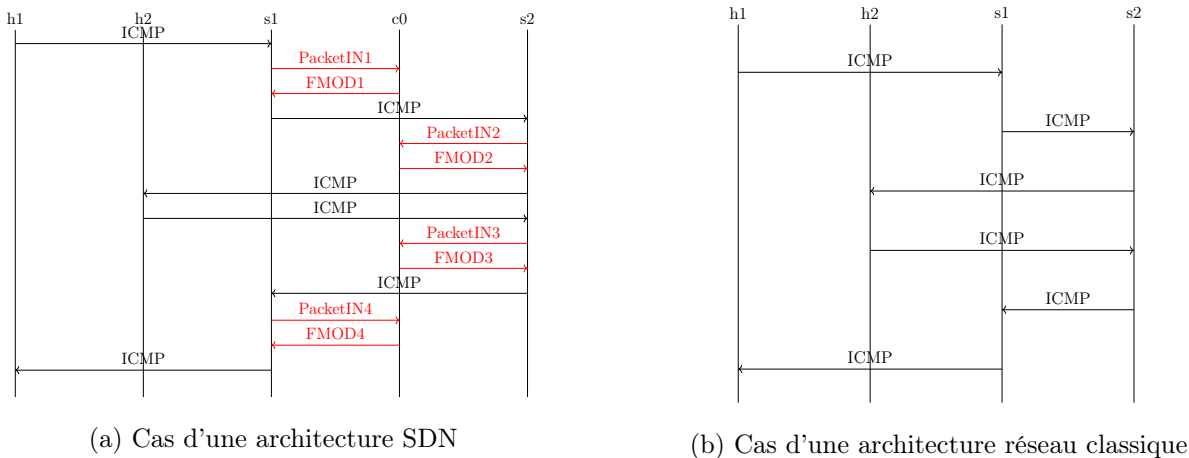 h1 h2 s1 c0 s2
ICMP
PacketIN1
FMOD1
ICMP
PacketIN2
FMOD2
ICMP
ICMP
PacketIN3
FMOD3
ICMP
PacketIN4
FMOD4
ICMP
(a) Cas d'une architecture SDN
h1 h2 s1 s2
ICMP
ICMP
ICMP
ICMP
ICMP
ICMP
(b) Cas d'une architecture réseau classique